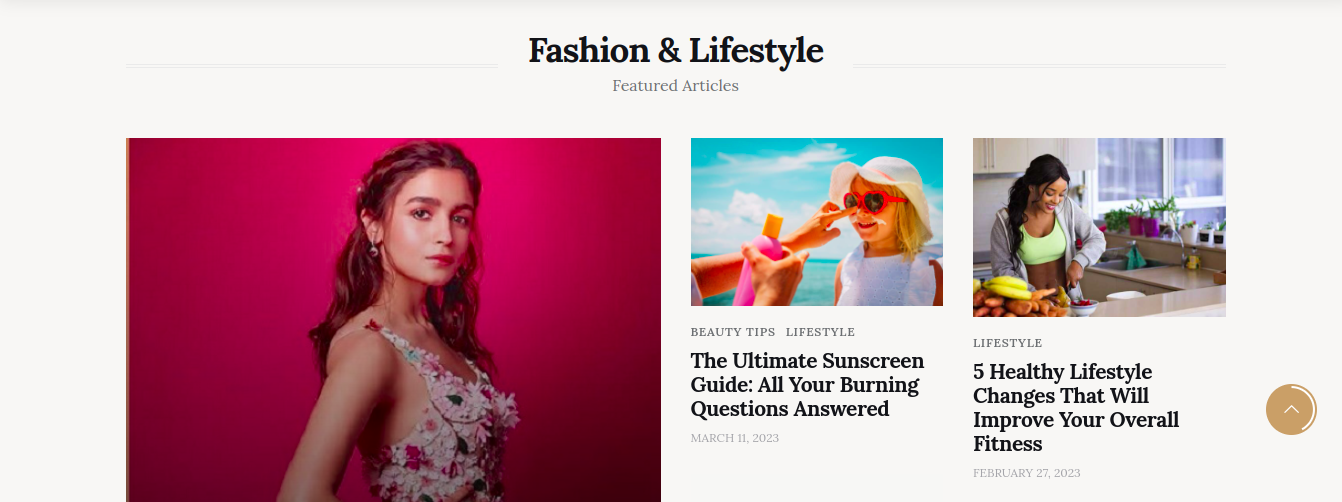 Fashion & Lifestyle
Featured Articles
BEAUTY TIPS LIFESTYLE
The Ultimate Sunscreen
Guide: All Your Burning
Questions Answered
MARCH 11, 2023
LIFESTYLE
5 Healthy Lifestyle
Changes That Will
Improve Your Overall
Fitness
FEBRUARY 27, 2023